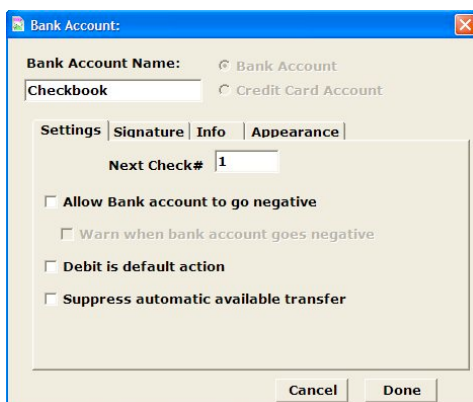 Bank Account:
Bank Account Name:
Bank Account
Checkbook
Credit Card Account
Settings Signature Info Appearance
Next Check# 1
Allow Bank account to go negative
Warn when bank account goes negative
Debit is default action
Suppress automatic available transfer
Cancel Done